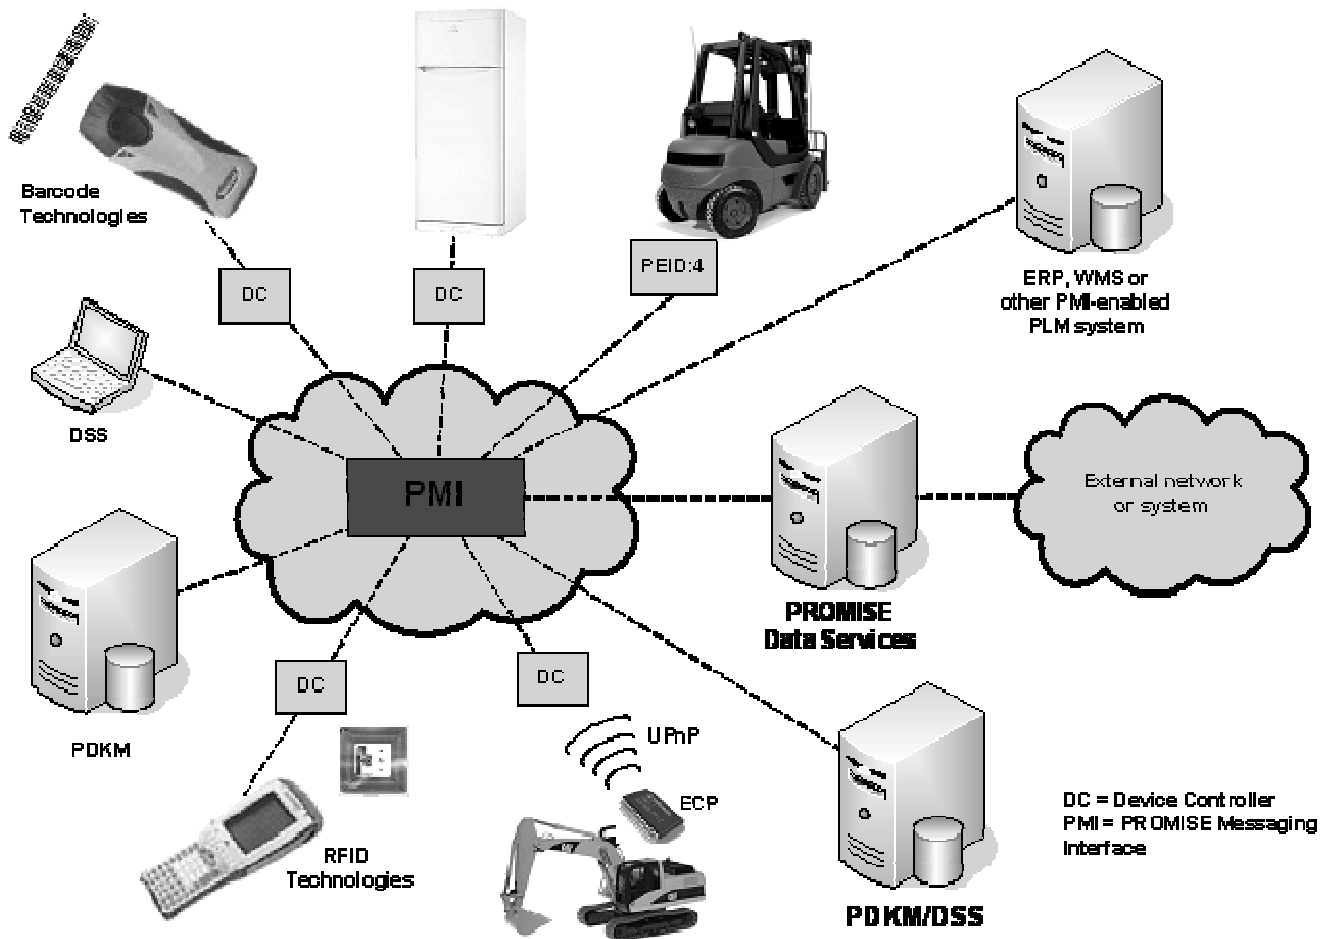 Barcode
Technologies
DC
DC
PEID:4
ERP, WMS or
other PMI-enabled
PLM system
DSS
PMI
External network
or system
PROMISE
Data Services
PDKM
DC
DC
UPnP
ECP
RFID
Technologies
PDKM/DSS
DC = Device Controller
PMI = PROMISE Messaging
Interface